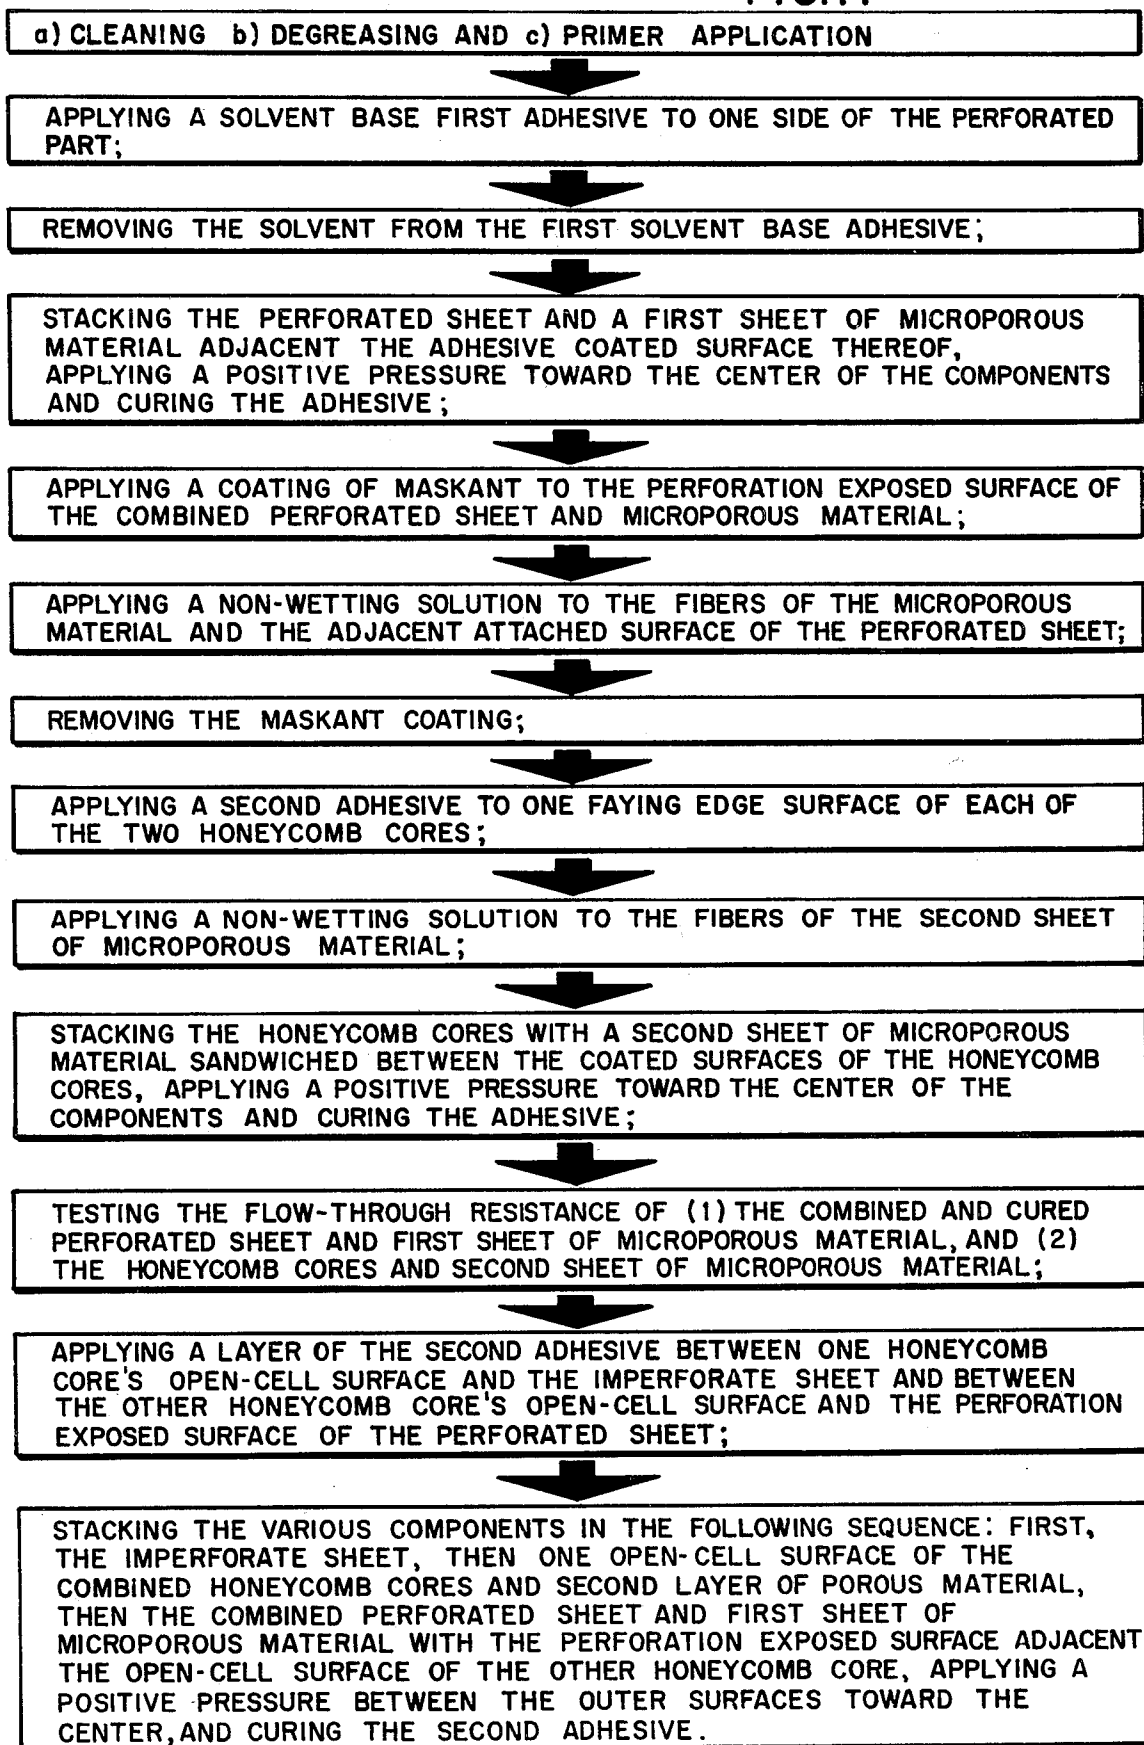 a) CLEANING b) DEGREASING AND c) PRIMER APPLICATION
APPLYING A SOLVENT BASE FIRST ADHESIVE TO ONE SIDE OF THE PERFORATED
PART;
REMOVING THE SOLVENT FROM THE FIRST SOLVENT BASE ADHESIVE;
STACKING THE PERFORATED SHEET AND A FIRST SHEET OF MICROPOROUS
MATERIAL ADJACENT THE ADHESIVE COATED SURFACE THEREOF,
APPLYING A POSITIVE PRESSURE TOWARD THE CENTER OF THE COMPONENTS
AND CURING THE ADHESIVE;
APPLYING A COATING OF MASKANT TO THE PERFORATION EXPOSED SURFACE OF
THE COMBINED PERFORATED SHEET AND MICROPOROUS MATERIAL;
APPLYING A NON-WETTING SOLUTION TO THE FIBERS OF THE MICROPOROUS
MATERIAL AND THE ADJACENT ATTACHED SURFACE OF THE PERFORATED SHEET;
REMOVING THE MASKANT COATING;
APPLYING A SECOND ADHESIVE TO ONE FAYING EDGE SURFACE OF EACH OF
THE TWO HONEYCOMB CORES;
APPLYING A NON-WETTING SOLUTION TO THE FIBERS OF THE SECOND SHEET
OF MICROPOROUS MATERIAL;
STACKING THE HONEYCOMB CORES WITH A SECOND SHEET OF MICROPOROUS
MATERIAL SANDWICHED BETWEEN THE COATED SURFACES OF THE HONEYCOMB
CORES, APPLYING A POSITIVE PRESSURE TOWARD THE CENTER OF THE
COMPONENTS AND CURING THE ADHESIVE;
TESTING THE FLOW-THROUGH RESISTANCE OF (1) THE COMBINED AND CURED
PERFORATED SHEET AND FIRST SHEET OF MICROPOROUS MATERIAL, AND (2)
THE HONEYCOMB CORES AND SECOND SHEET OF MICROPOROUS MATERIAL;
APPLYING A LAYER OF THE SECOND ADHESIVE BETWEEN ONE HONEYCOMB
CORE'S OPEN-CELL SURFACE AND THE IMPERFORATE SHEET AND BETWEEN
THE OTHER HONEYCOMB CORE'S OPEN-CELL SURFACE AND THE PERFORATION
EXPOSED SURFACE OF THE PERFORATED SHEET;
STACKING THE VARIOUS COMPONENTS IN THE FOLLOWING SEQUENCE: FIRST,
THE IMPERFORATE SHEET, THEN ONE OPEN-CELL SURFACE OF THE
COMBINED HONEYCOMB CORES AND SECOND LAYER OF POROUS MATERIAL,
THEN THE COMBINED PERFORATED SHEET AND FIRST SHEET OF
MICROPOROUS MATERIAL WITH THE PERFORATION EXPOSED SURFACE ADJACENT
THE OPEN-CELL SURFACE OF THE OTHER HONEYCOMB CORE, APPLYING A
POSITIVE PRESSURE BETWEEN THE OUTER SURFACES TOWARD THE
CENTER, AND CURING THE SECOND ADHESIVE.